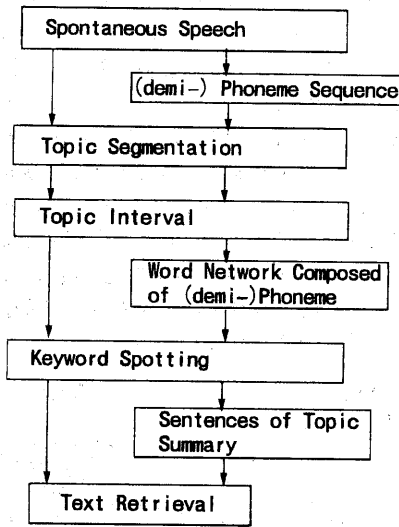 Spontaneous Speech
(demi-) Phoneme Sequence
Topic Segmentation
Topic Interval
Word Network Composed
of (demi-)Phoneme
Keyword Spotting
Sentences of Topic
Summary
Text Retrieval